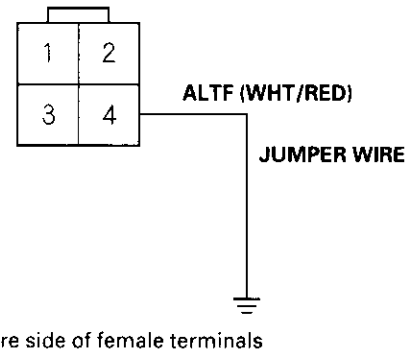 1 2
3 4
ALTF (WHT/RED)
JUMPER WIRE
re side of female terminals